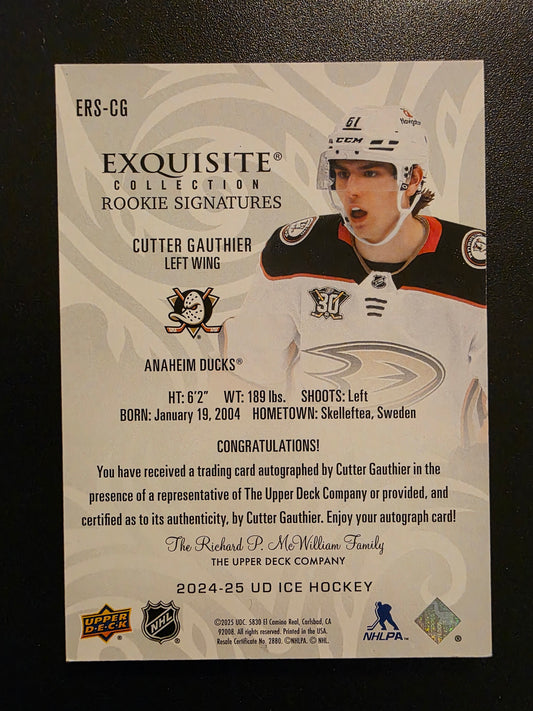 ERS-CG
61
CCM
EXQUISITE®
COLLECTION
ROOKIE SIGNATURES
CUTTER GAUTHIER
LEFT WING
30
ANAHEIM DUCKS®
HT: 6'2" WT: 189 lbs. SHOOTS: Left
BORN: January 19, 2004 HOMETOWN: Skelleftea, Sweden
CONGRATULATIONS!
You have received a trading card autographed by Cutter Gauthier in the
presence of a representative of The Upper Deck Company or provided, and
certified as to its authenticity, by Cutter Gauthier. Enjoy your autograph card!
The Richard P. McWilliam Family
THE UPPER DECK COMPANY
2024-25 UD ICE HOCKEY
UPPER
DECK
®
NHL
®
©2025 UDC. 5830 El Camino Real, Carlsbad, CA
92008. All rights reserved. Printed in the USA.
Resale Certificate No. 2880. ©NHLPA. © NHL.
NHLPA™
®